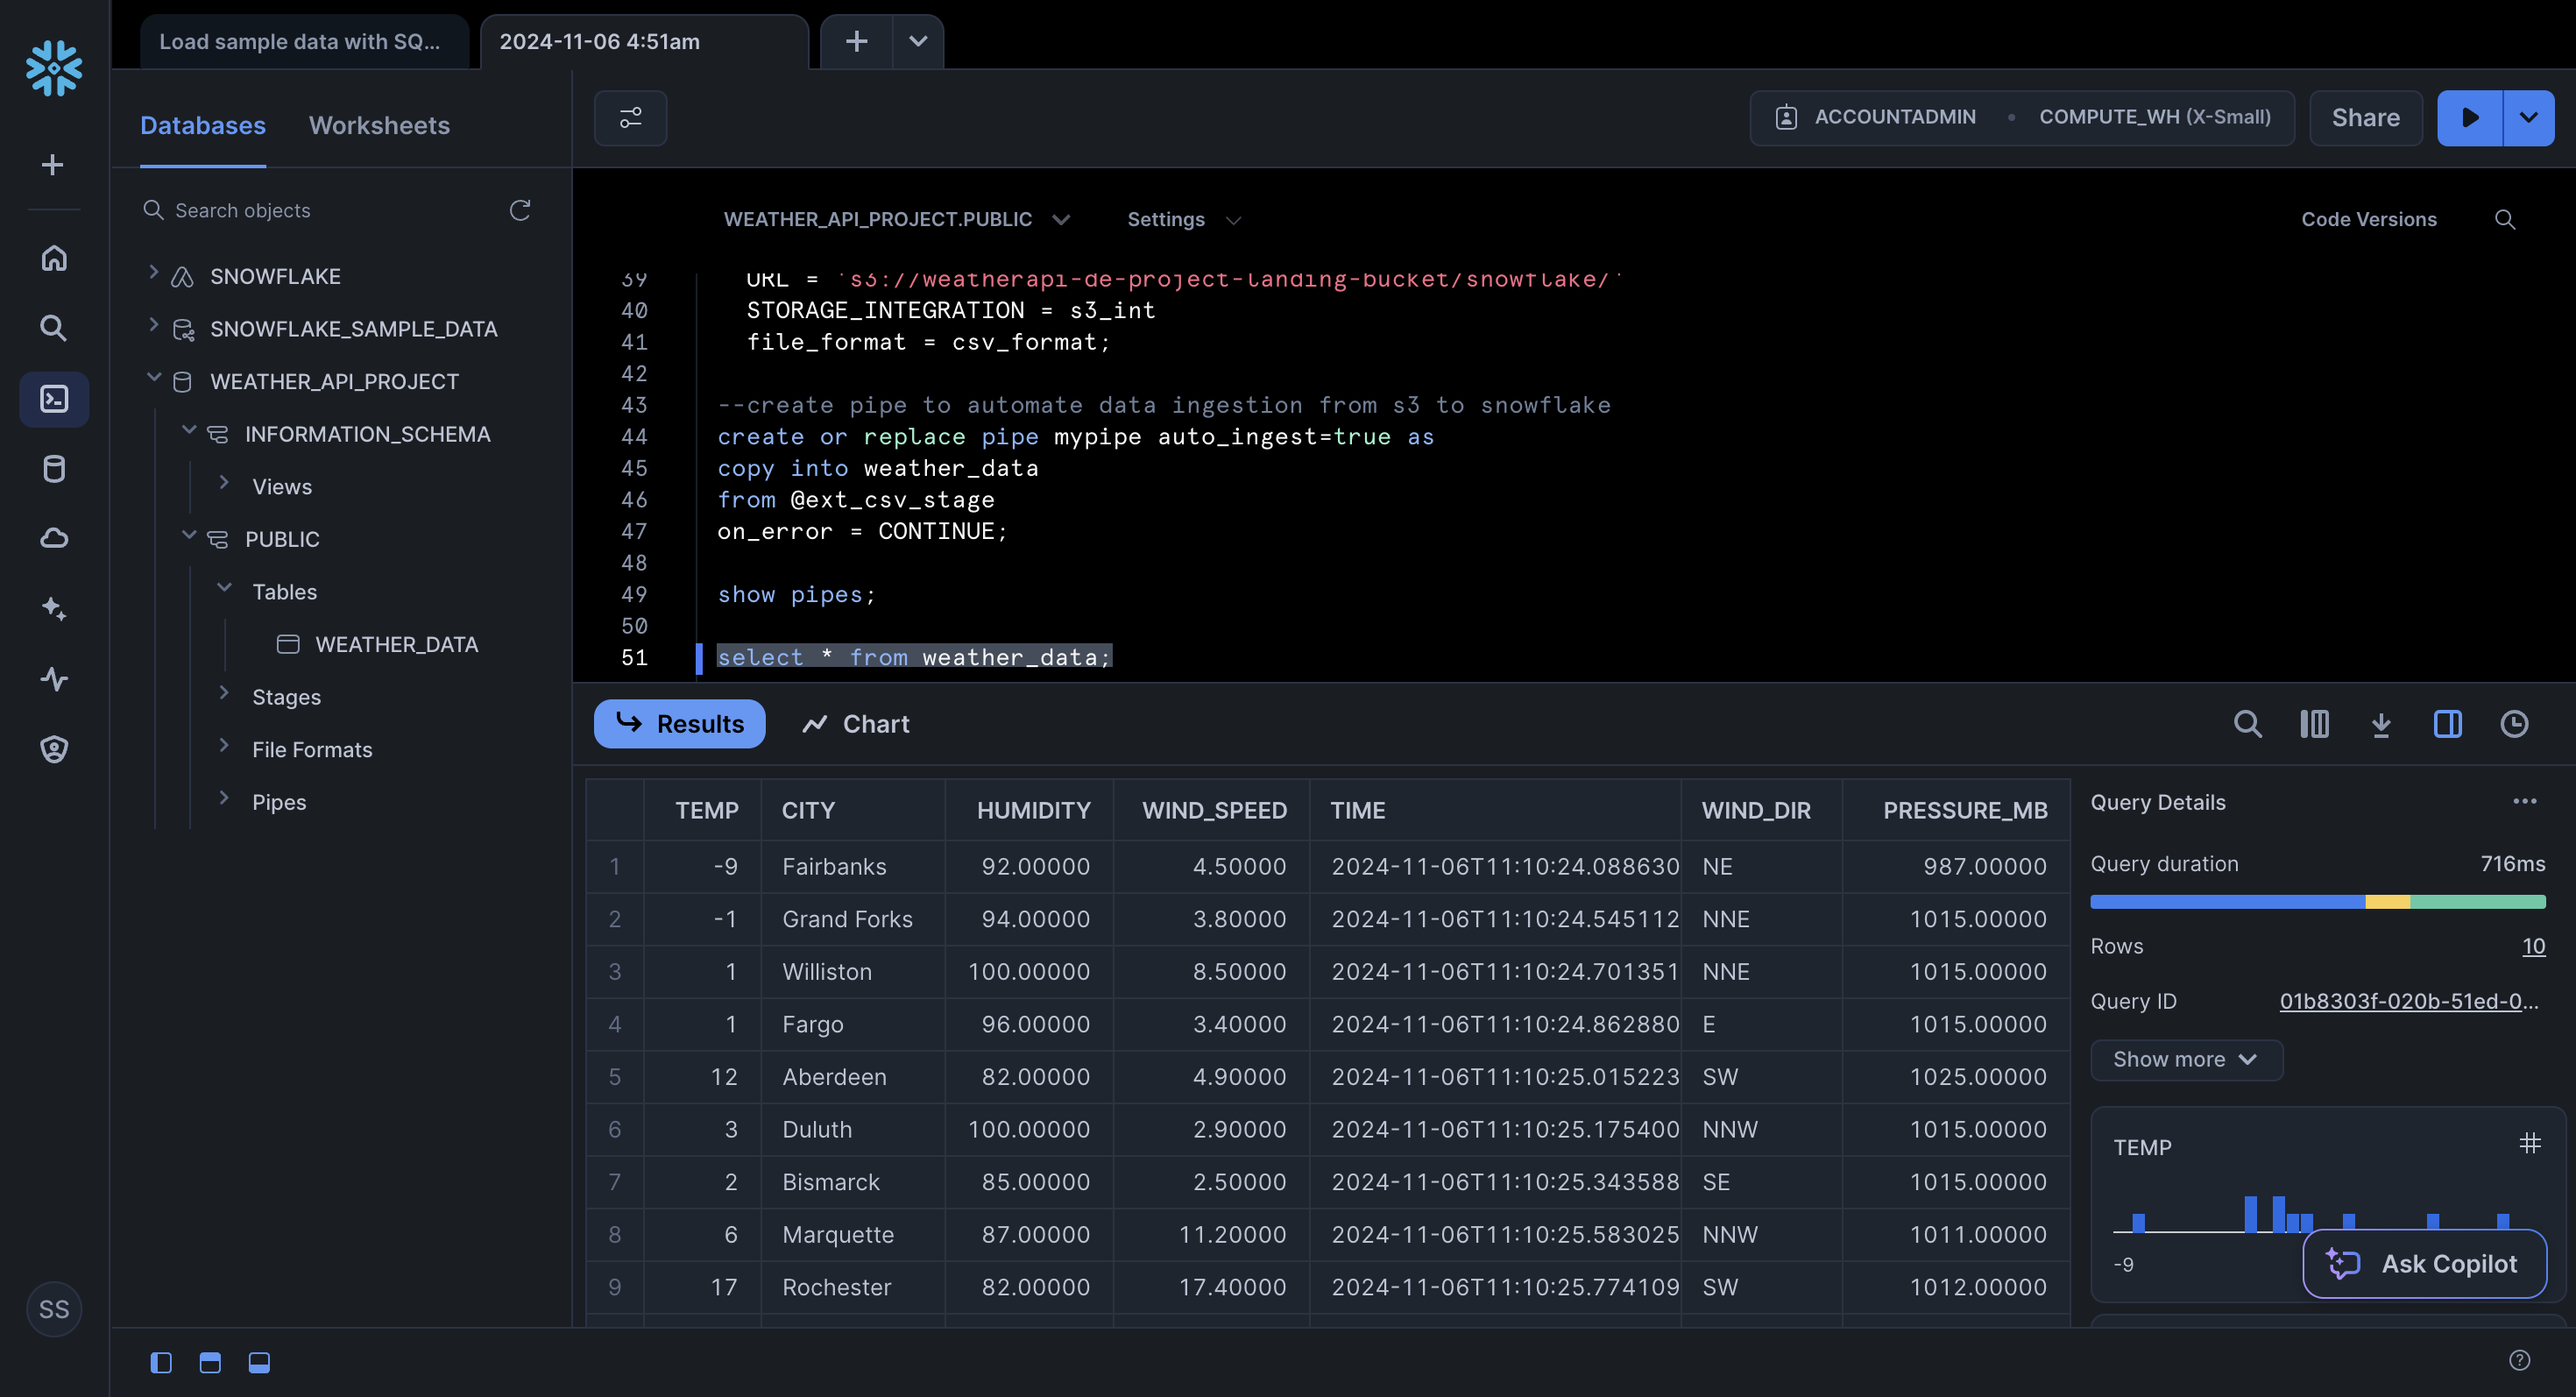 Load sample data with SQ...
2024-11-06 4:51am
Databases
Worksheets
ACCOUNTADMIN
COMPUTE_WH (X-Small)
Share
Search objects
SNOWFLAKE
SNOWFLAKE_SAMPLE_DATA
WEATHER_API_PROJECT
INFORMATION_SCHEMA
Views
PUBLIC
Tables
WEATHER_DATA
Stages
File Formats
Pipes
SS
WEATHER_API_PROJECT.PUBLIC
Settings
Code Versions
39 URL = 's3://weatherapi-de-project-landing-bucket/snowflake/'
40 STORAGE_INTEGRATION = s3_int
41 file_format = csv_format;
42
43 --create pipe to automate data ingestion from s3 to snowflake
44 create or replace pipe mypipe auto_ingest=true as
45 copy into weather_data
46 from @ext_csv_stage
47 on_error = CONTINUE;
48
49 show pipes;
50
51 select * from weather_data;
Results
Chart
TEMP CITY HUMIDITY WIND_SPEED TIME WIND_DIR PRESSURE_MB
1 -9 Fairbanks 92.00000 4.50000 2024-11-06T11:10:24.088630 NE 987.00000
2 -1 Grand Forks 94.00000 3.80000 2024-11-06T11:10:24.545112 NNE 1015.00000
3 1 Williston 100.00000 8.50000 2024-11-06T11:10:24.701351 NNE 1015.00000
4 1 Fargo 96.00000 3.40000 2024-11-06T11:10:24.862880 E 1015.00000
5 12 Aberdeen 82.00000 4.90000 2024-11-06T11:10:25.015223 SW 1025.00000
6 3 Duluth 100.00000 2.90000 2024-11-06T11:10:25.175400 NNW 1015.00000
7 2 Bismarck 85.00000 2.50000 2024-11-06T11:10:25.343588 SE 1015.00000
8 6 Marquette 87.00000 11.20000 2024-11-06T11:10:25.583025 NNW 1011.00000
9 17 Rochester 82.00000 17.40000 2024-11-06T11:10:25.774109 SW 1012.00000
Query Details
Query duration 716ms
Rows 10
Query ID 01b8303f-020b-51ed-0...
Show more
TEMP
-9
Ask Copilot